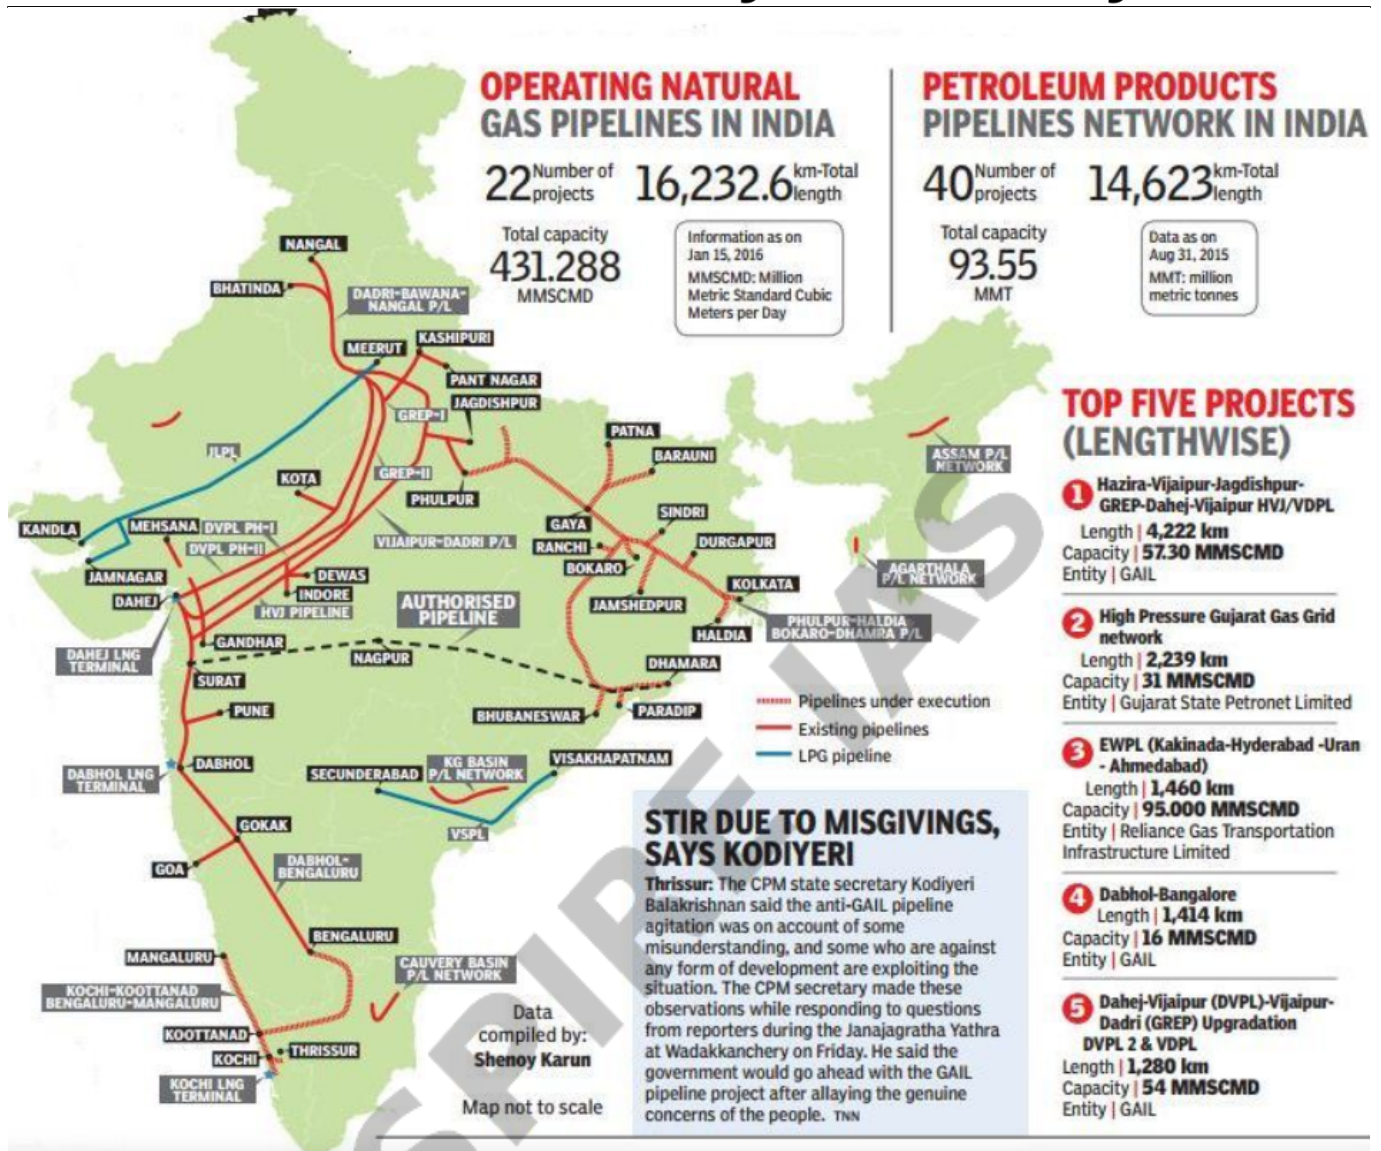 OPERATING NATURAL
GAS PIPELINES IN INDIA
22 Number of projects
16,232.6 km-Total length
Total capacity
431.288
MMSCMD
Information as on
Jan 15, 2016
MMSCMD: Million
Metric Standard Cubic
Meters per Day
PETROLEUM PRODUCTS
PIPELINES NETWORK IN INDIA
40 Number of projects
14,623 km-Total length
Total capacity
93.55
MMT
Data as on
Aug 31, 2015
MMT: million
metric tonnes
NANGAL
BHATINDA
DADRI-BAWANA-
NANGAL P/L
MEERUT
KASHIPURI
PANT NAGAR
JAGDISHPUR
GREP-I
JLPL
GREP-II
KOTA
PHULPUR
PATNA
BARAUNI
ASSAM P/L
NETWORK
KANDLA
MEHSANA
DVPL PH-I
DVPL PH-II
VIJAIPUR-DADRI P/L
GAYA
SINDRI
RANCHI
DURGAPUR
BOKARO
JAMNAGAR
DEWAS
INDORE
DAHEJ
HVJ PIPELINE
AUTHORISED
PIPELINE
JAMSHEDPUR
KOLKATA
AGARTHALA
P/L NETWORK
HALDIA
PHULPUR-HALDIA
BOKARO-DHAMRA P/L
GANDHAR
DAHEJ LNG
TERMINAL
NAGPUR
SURAT
DHAMARA
PUNE
BHUBANESWAR
PARADIP
Pipelines under execution
Existing pipelines
LPG pipeline
DABHOL
DABHOL LNG
TERMINAL
SECUNDERABAD
KG BASIN
P/L NETWORK
VISAKHAPATNAM
VSPL
GOKAK
GOA
DABHOL-
BENGALURU
BENGALURU
MANGALURU
CAUVERY BASIN
P/L NETWORK
KOCHI-KOOTTANAD
BENGALURU-MANGALURU
KOOTTANAD
THRISSUR
KOCHI
KOCHI LNG
TERMINAL
Data
compiled by:
Shenoy Karun
Map not to scale
STIR DUE TO MISGIVINGS,
SAYS KODIYERI
Thrissur: The CPM state secretary Kodiyeri
Balakrishnan said the anti-GAIL pipeline
agitation was on account of some
misunderstanding, and some who are against
any form of development are exploiting the
situation. The CPM secretary made these
observations while responding to questions
from reporters during the Janajagratha Yathra
at Wadakkanchery on Friday. He said the
government would go ahead with the GAIL
pipeline project after allaying the genuine
concerns of the people. TNN
TOP FIVE PROJECTS
(LENGTHWISE)
1 Hazira-Vijaipur-Jagdishpur-
GREP-Dahej-Vijaipur HVJ/VDPL
Length | 4,222 km
Capacity | 57.30 MMSCMD
Entity | GAIL
2 High Pressure Gujarat Gas Grid
network
Length | 2,239 km
Capacity | 31 MMSCMD
Entity | Gujarat State Petronet Limited
3 EWPL (Kakinada-Hyderabad -Uran
- Ahmedabad)
Length | 1,460 km
Capacity | 95.000 MMSCMD
Entity | Reliance Gas Transportation
Infrastructure Limited
4 Dabhol-Bangalore
Length | 1,414 km
Capacity | 16 MMSCMD
Entity | GAIL
5 Dahej-Vijaipur (DVPL)-Vijaipur-
Dadri (GREP) Upgradation
DVPL 2 & VDPL
Length | 1,280 km
Capacity | 54 MMSCMD
Entity | GAIL
SPIRE IAS